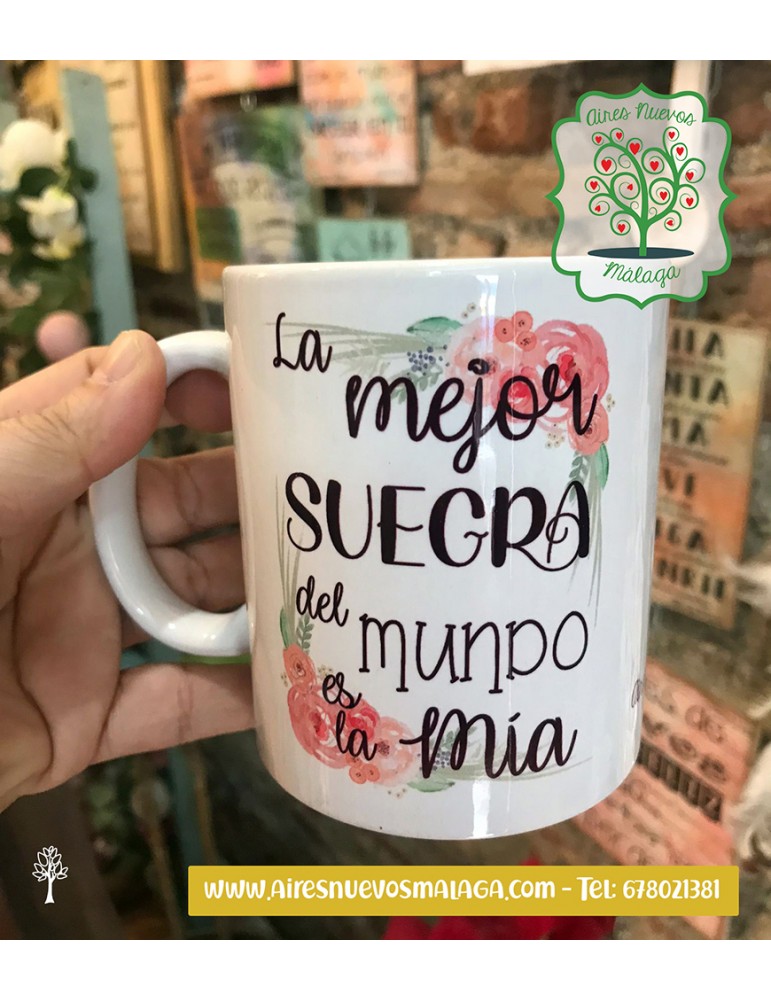 Aires Nuevos
Málaga
La
mejor
SUEGRA
del
MUNDO
es
la
Mía
www.airesnuevosmalaga.com - Tel: 678021381